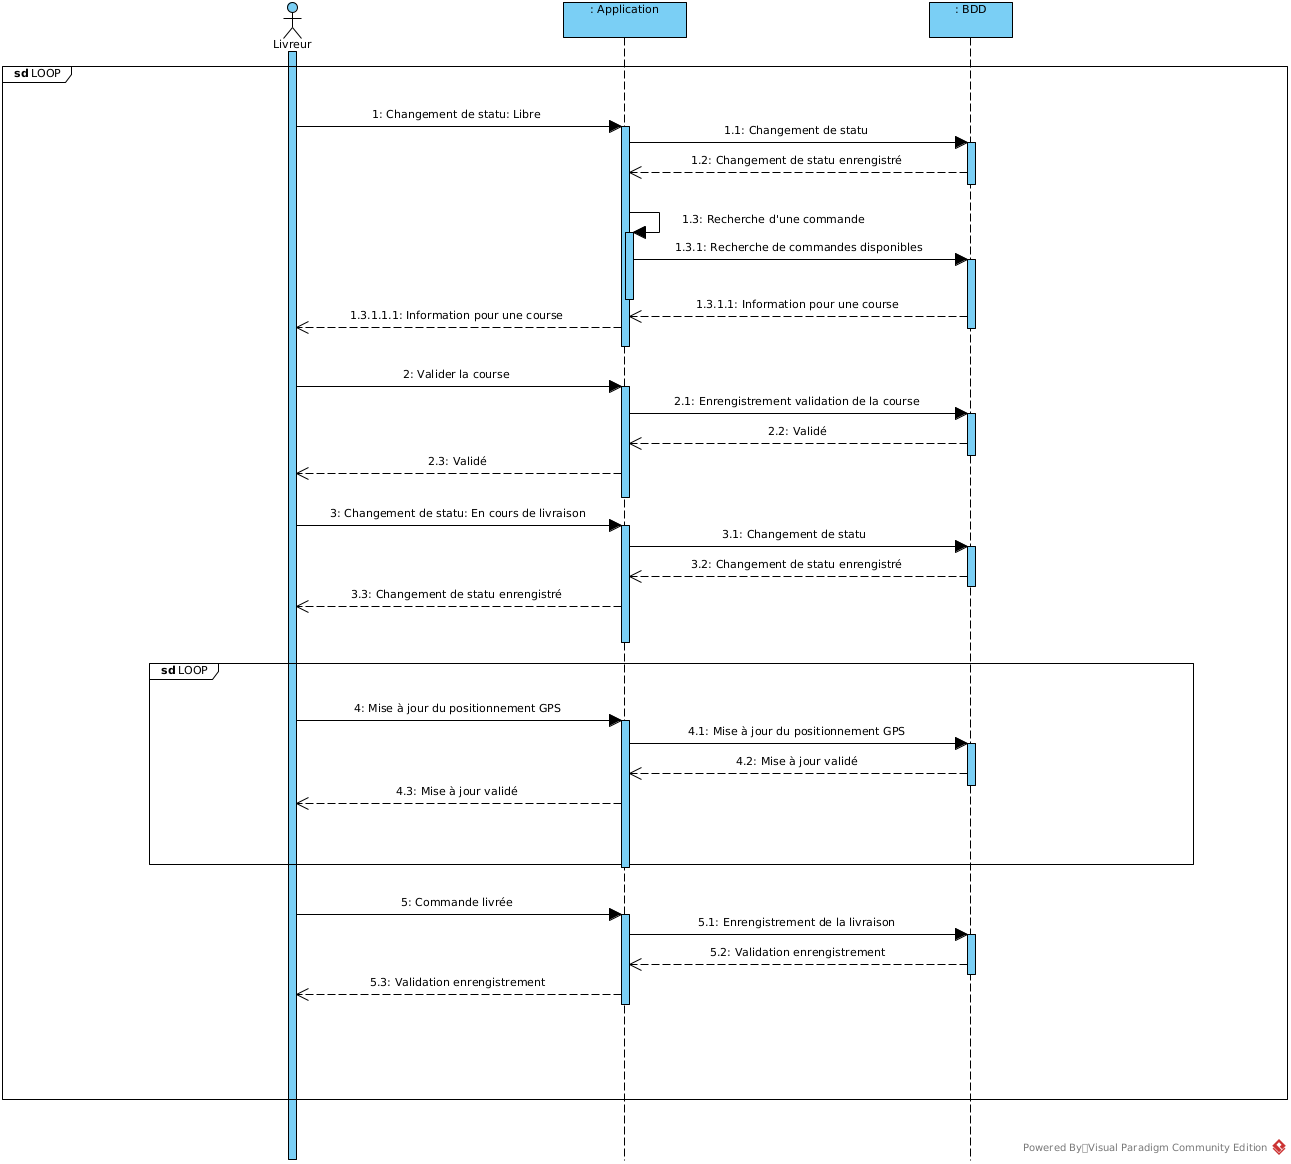 Livreur
: Application
: BDD
sd LOOP
1: Changement de statu: Libre
1.1: Changement de statu
1.2: Changement de statu enrengistré
1.3: Recherche d'une commande
1.3.1: Recherche de commandes disponibles
1.3.1.1: Information pour une course
1.3.1.1.1: Information pour une course
2: Valider la course
2.1: Enrengistrement validation de la course
2.2: Validé
2.3: Validé
3: Changement de statu: En cours de livraison
3.1: Changement de statu
3.2: Changement de statu enrengistré
3.3: Changement de statu enrengistré
sd LOOP
4: Mise à jour du positionnement GPS
4.1: Mise à jour du positionnement GPS
4.2: Mise à jour validé
4.3: Mise à jour validé
5: Commande livrée
5.1: Enrengistrement de la livraison
5.2: Validation enrengistrement
5.3: Validation enrengistrement
Powered By Visual Paradigm Community Edition